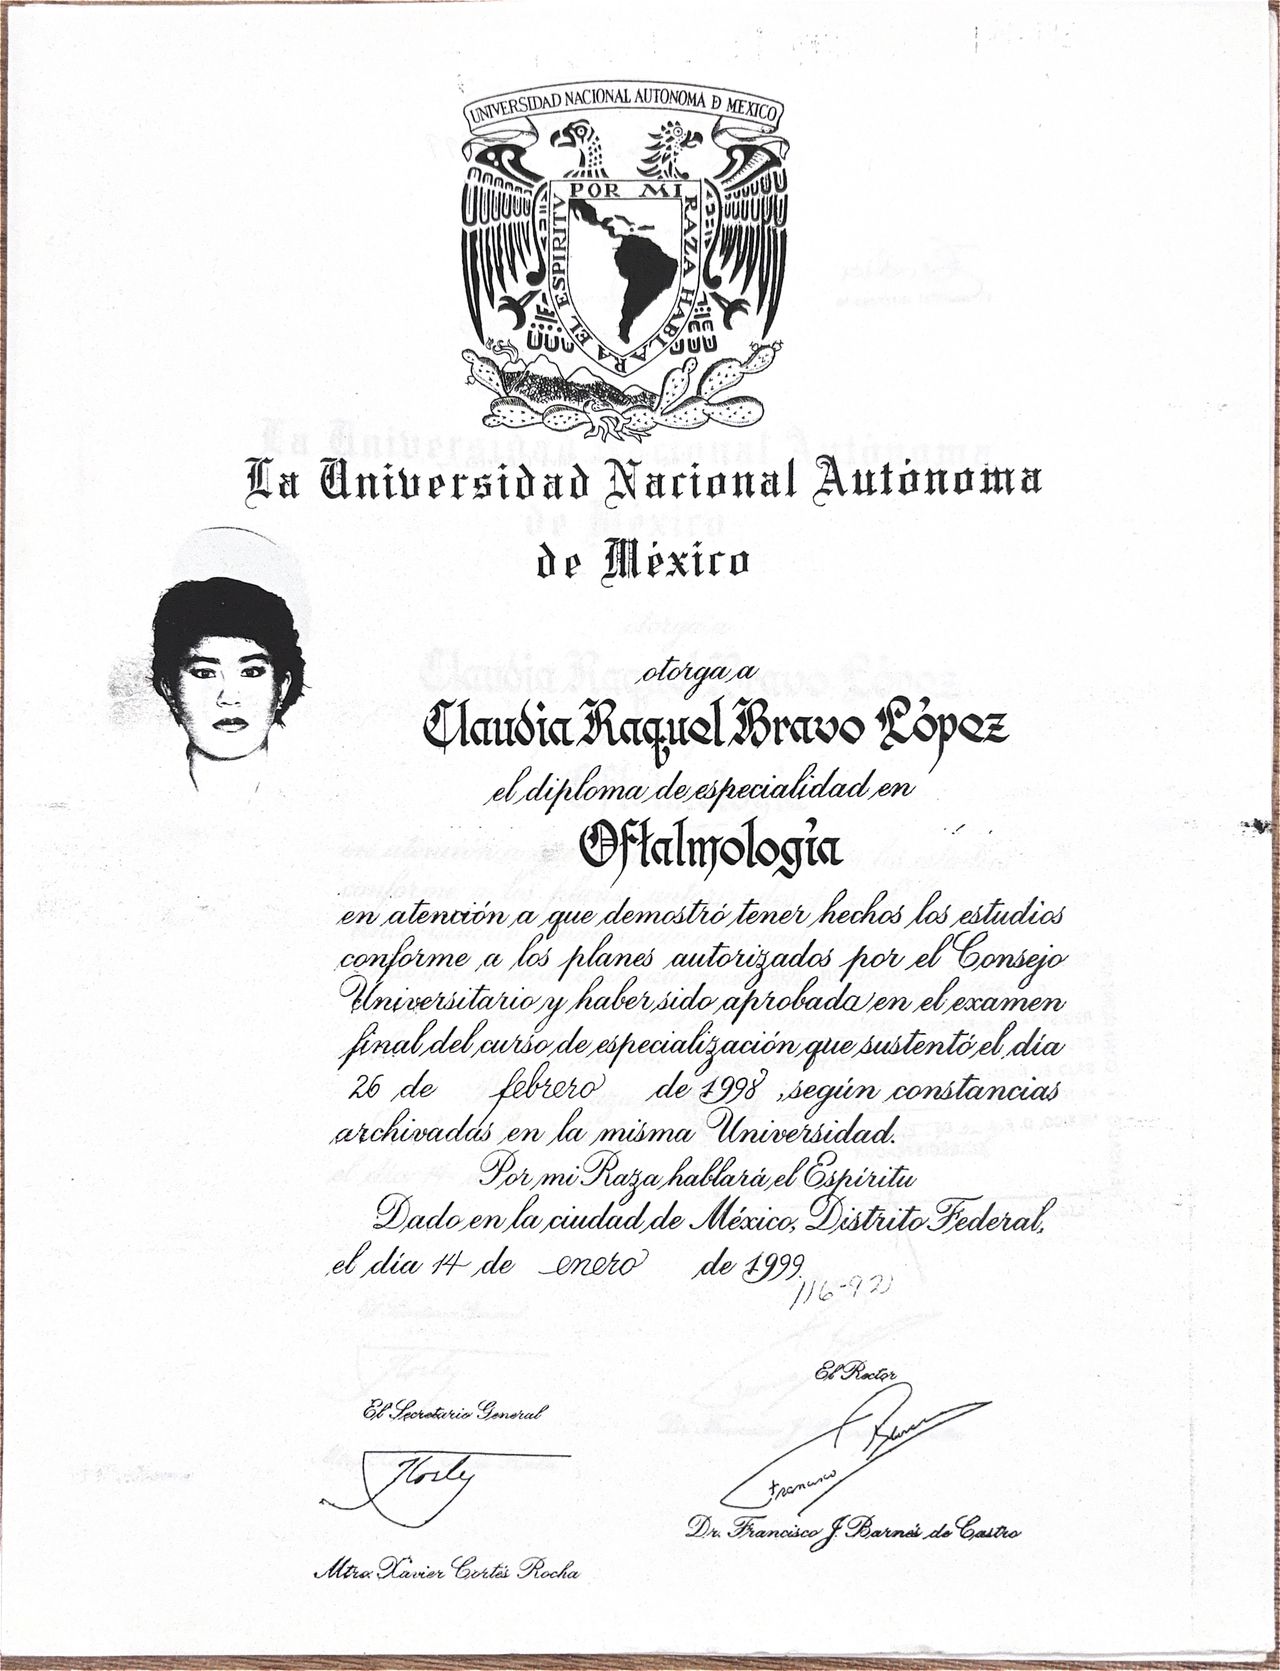 UNIVERSIDAD NACIONAL AUTONOMA D MEXICO
POR MI RAZA HABLARA EL ESPIRITV
La Universidad Nacional Autónoma
de México
otorga a
Claudia Raquel Bravo López
el diploma de especialidad en
Oftalmología
en atención a que demostró tener hechos los estudios
conforme a los planes autorizados por el Consejo
Universitario y haber sido aprobada en el examen
final del curso de especialización que sustentó el día
26 de febrero de 1998, según constancias
archivadas en la misma Universidad.
Por mi Raza hablará el Espíritu
Dado en la ciudad de México, Distrito Federal,
el día 14 de enero de 1999
116-92
El Rector
El Secretario General
Francisco Barnés
Dr. Francisco J. Barnés de Castro
Mtro. Xavier Cortés Rocha